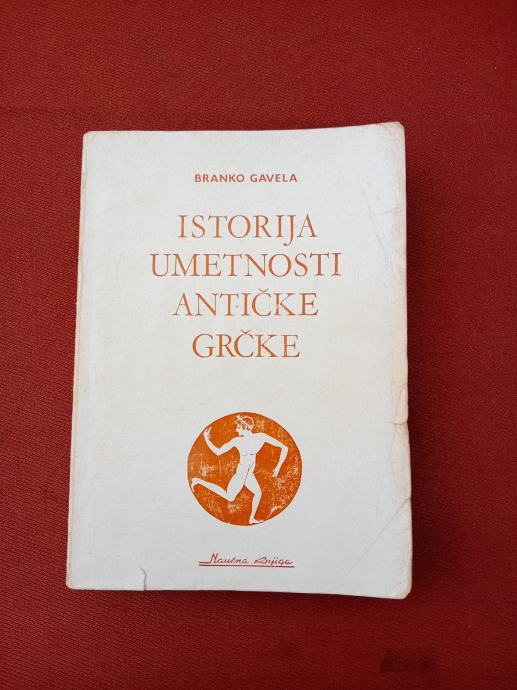 BRANKO GAVELA
ISTORIJA
UMETNOSTI
ANTIČKE
GRČKE
Naučna knjiga